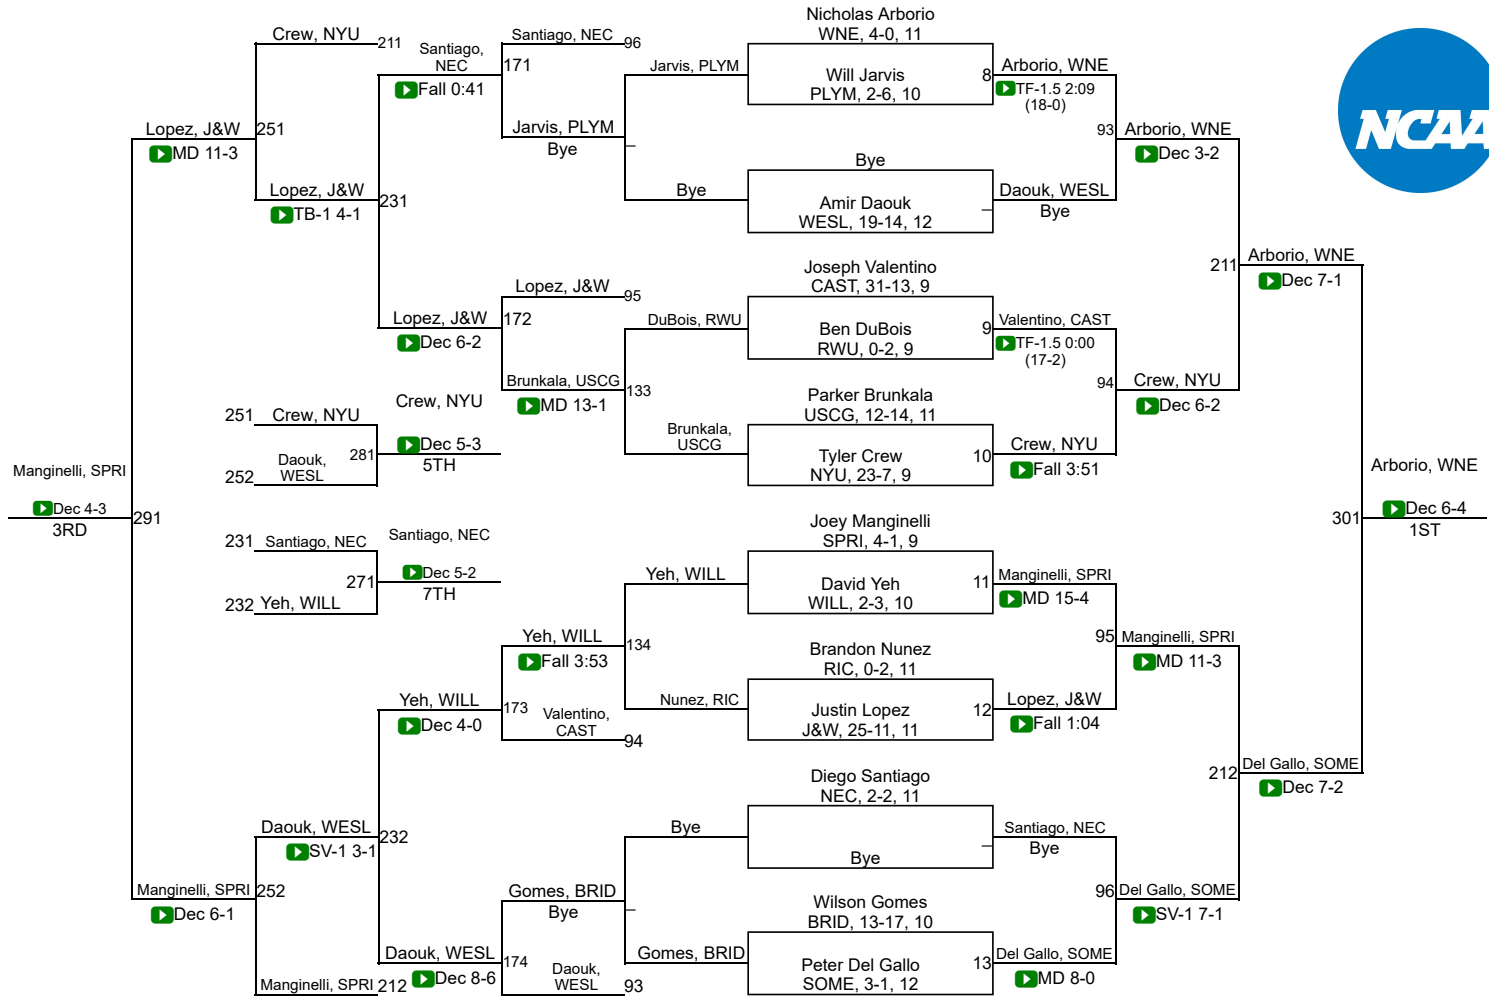 Nicholas Arborio
WNE, 4-0, 11
Will Jarvis
PLYM, 2-6, 10
8
Bye
Amir Daouk
WESL, 19-14, 12
Joseph Valentino
CAST, 31-13, 9
Ben DuBois
RWU, 0-2, 9
9
Parker Brunkala
USCG, 12-14, 11
Tyler Crew
NYU, 23-7, 9
10
Joey Manginelli
SPRI, 4-1, 9
David Yeh
WILL, 2-3, 10
11
Brandon Nunez
RIC, 0-2, 11
Justin Lopez
J&W, 25-11, 11
12
Diego Santiago
NEC, 2-2, 11
Bye
Wilson Gomes
BRID, 13-17, 10
Peter Del Gallo
SOME, 3-1, 12
13
Arborio, WNE
TF-1.5 2:09
(18-0)
Daouk, WESL
Bye
Valentino, CAST
TF-1.5 0:00
(17-2)
Crew, NYU
Fall 3:51
Manginelli, SPRI
MD 15-4
Lopez, J&W
Fall 1:04
Santiago, NEC
Bye
Del Gallo, SOME
MD 8-0
93
Arborio, WNE
Dec 3-2
94
Crew, NYU
Dec 6-2
95
Manginelli, SPRI
MD 11-3
96
Del Gallo, SOME
SV-1 7-1
211
Arborio, WNE
Dec 7-1
212
Del Gallo, SOME
Dec 7-2
301
Arborio, WNE
Dec 6-4
1ST
NCAA
Jarvis, PLYM
Bye
DuBois, RWU
Brunkala,
USCG
Yeh, WILL
Nunez, RIC
Bye
Gomes, BRID
Santiago, NEC
96
Jarvis, PLYM
Bye
Lopez, J&W
95
Brunkala, USCG
133
MD 13-1
Yeh, WILL
134
Fall 3:53
Valentino,
CAST
94
Gomes, BRID
Bye
Daouk,
WESL
93
Santiago,
NEC
171
Fall 0:41
Lopez, J&W
172
Dec 6-2
Yeh, WILL
173
Dec 4-0
Daouk, WESL
174
Dec 8-6
Crew, NYU
211
Lopez, J&W
231
TB-1 4-1
Daouk, WESL
232
SV-1 3-1
Manginelli, SPRI
212
Lopez, J&W
251
MD 11-3
Manginelli, SPRI
252
Dec 6-1
Manginelli, SPRI
Dec 4-3
291
3RD
251
Crew, NYU
252
Daouk,
WESL
281
Crew, NYU
Dec 5-3
5TH
231
Santiago, NEC
232
Yeh, WILL
271
Santiago, NEC
Dec 5-2
7TH